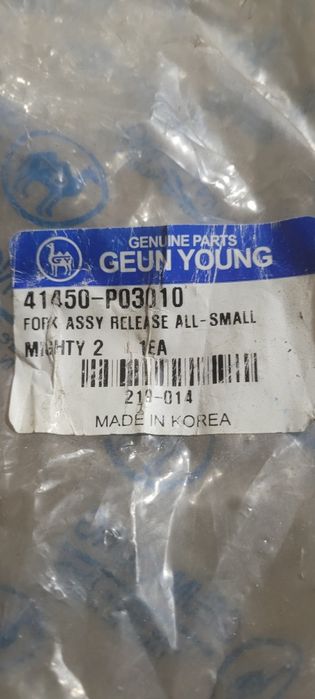 GENUINE PARTS
GEUN YOUNG
41450-P03010
FORK ASSY RELEASE ALL-SMALL
MIGHTY 2 1EA
219-014
MADE IN KOREA